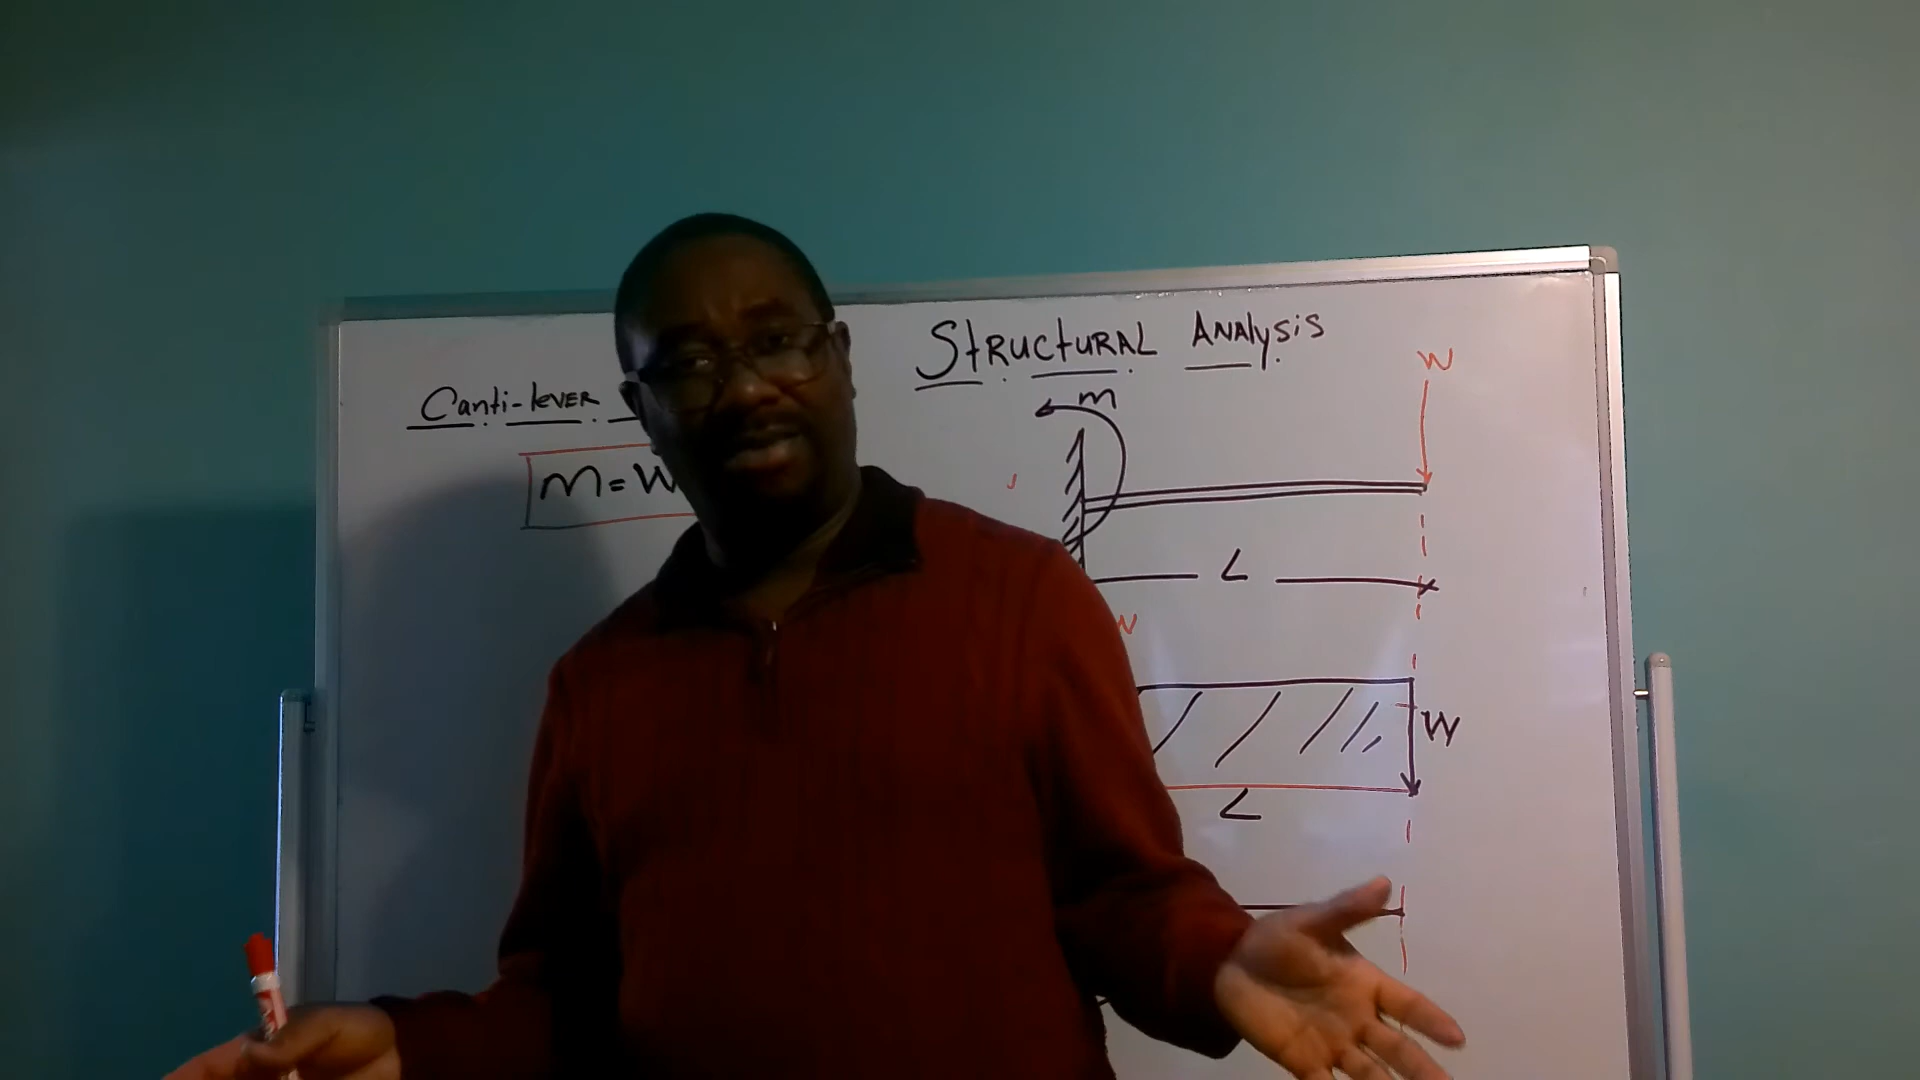 Structural Analysis
Canti-lever
m
W
m = W
L
W
W
L